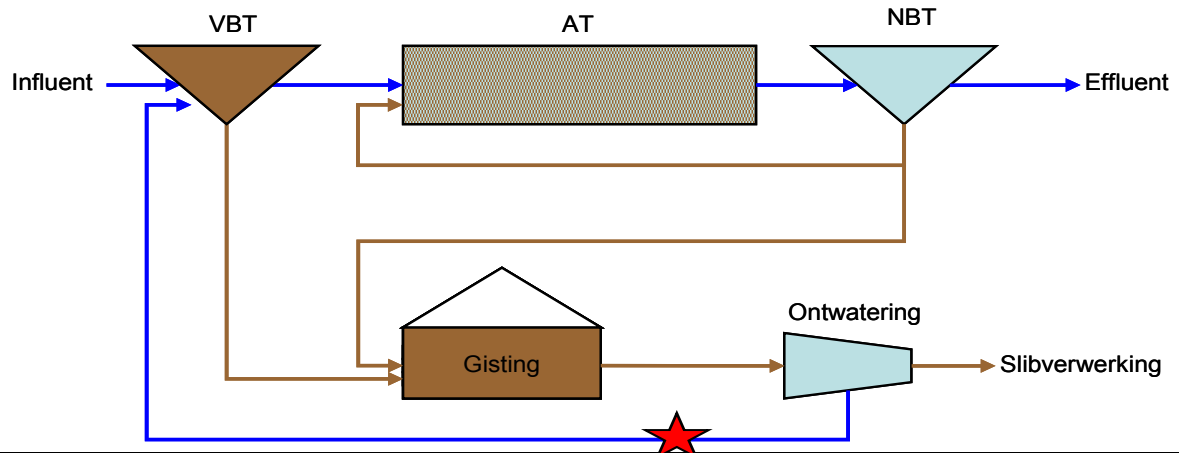 VBT
AT
NBT
Influent
Effluent
Ontwatering
Gisting
Slibverwerking